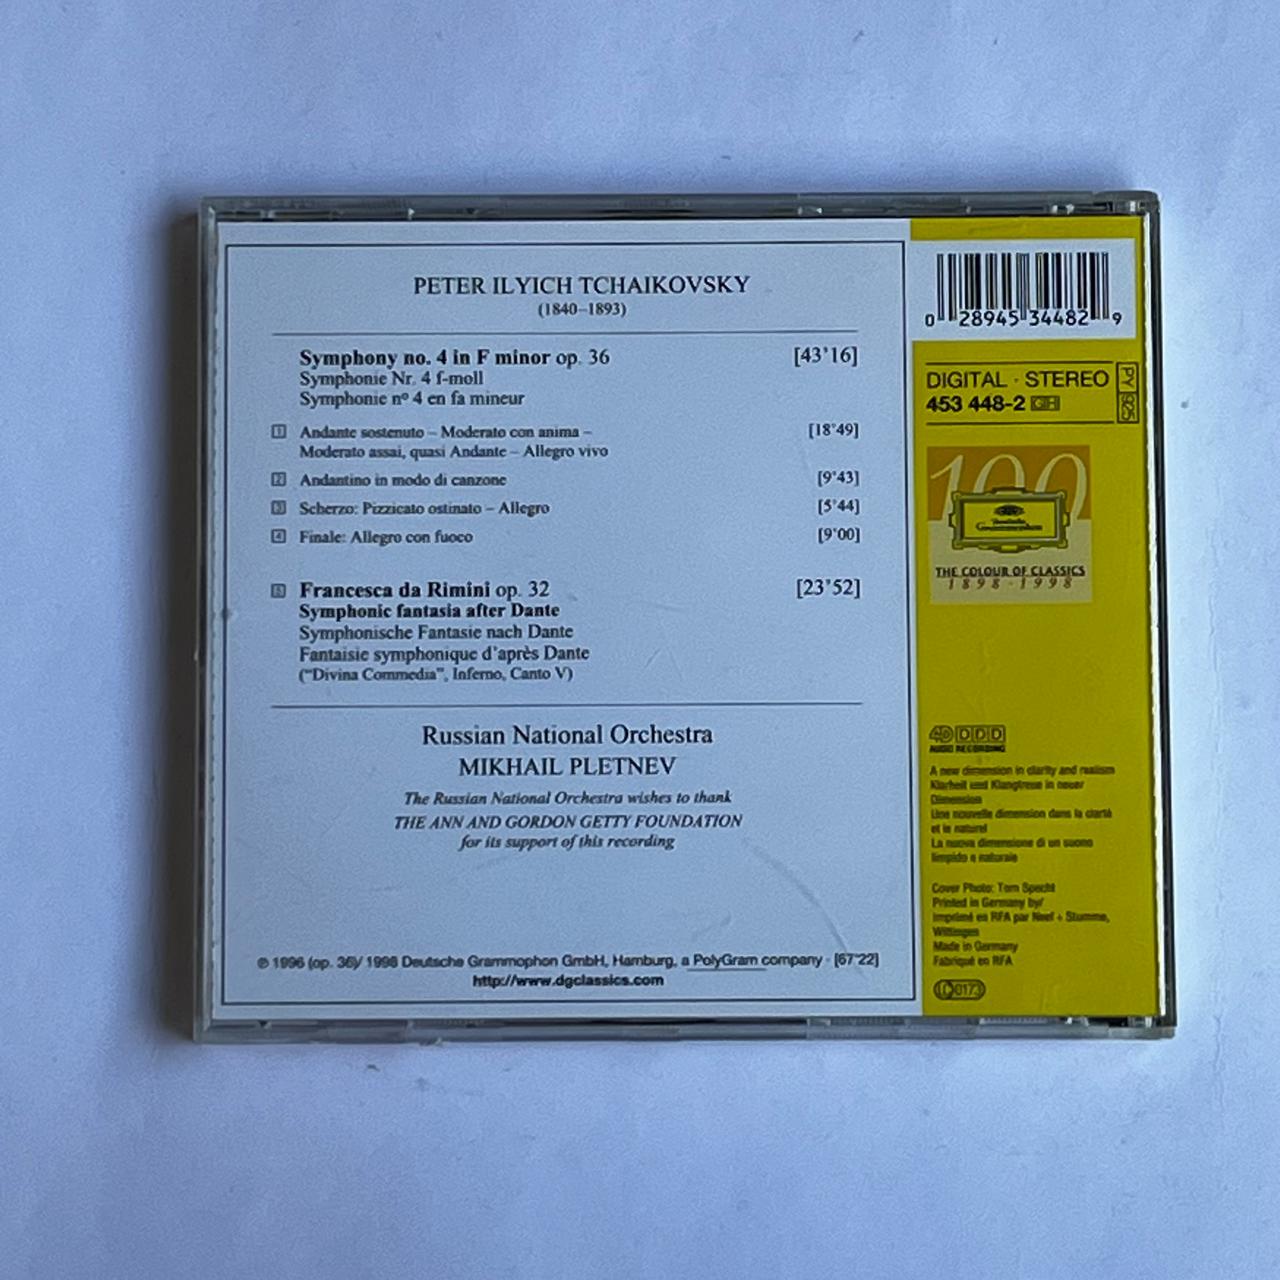 PETER ILYICH TCHAIKOVSKY
(1840–1893)
Symphony no. 4 in F minor op. 36 [43'16]
Symphonie Nr. 4 f-moll
Symphonie nº 4 en fa mineur
1 Andante sostenuto – Moderato con anima – [18'49]
Moderato assai, quasi Andante – Allegro vivo
2 Andantino in modo di canzone [9'43]
3 Scherzo: Pizzicato ostinato – Allegro [5'44]
4 Finale: Allegro con fuoco [9'00]
5 Francesca da Rimini op. 32 [23'52]
Symphonic fantasia after Dante
Symphonische Fantasie nach Dante
Fantaisie symphonique d'après Dante
("Divina Commedia", Inferno, Canto V)
Russian National Orchestra
MIKHAIL PLETNEV
The Russian National Orchestra wishes to thank
THE ANN AND GORDON GETTY FOUNDATION
for its support of this recording
℗ 1996 (op. 36)/ 1998 Deutsche Grammophon GmbH, Hamburg, a PolyGram company · [67'22]
http://www.dgclassics.com
0 28945 34482 9
DIGITAL · STEREO
453 448-2 GH
PY 925
100
Deutsche
Grammophon
THE COLOUR OF CLASSICS
1898-1998
4D DDD
AUDIO RECORDING
A new dimension in clarity and realism
Klarheit und Klangtreue in neuer
Dimension
Une nouvelle dimension dans la clarté
et le naturel
La nuova dimensione di un suono
limpido e naturale
Cover Photo: Tom Specht
Printed in Germany by/
Imprimé en RFA par Neef + Stumme,
Wittingen
Made in Germany
Fabriqué en RFA
LC 0173